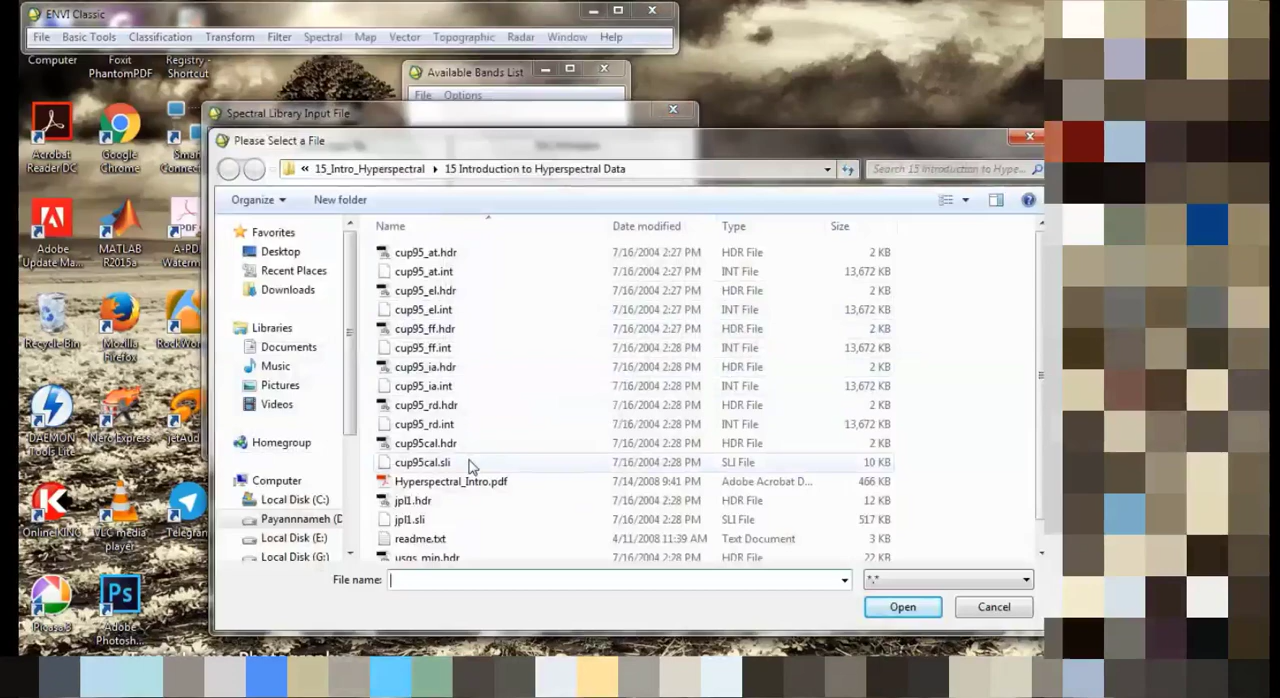 ENVI Classic
File Basic Tools Classification Transform Filter Spectral Map Vector Topographic Radar Window Help
Computer
Foxit PhantomPDF
Registry - Shortcut
Available Bands List
File Options
Spectral Library Input File
Please Select a File
« 15_Intro_Hyperspectral 15 Introduction to Hyperspectral Data
Search 15 Introduction to Hype...
Organize New folder
Name Date modified Type Size
cup95_at.hdr 7/16/2004 2:27 PM HDR File 2 KB
cup95_at.int 7/16/2004 2:27 PM INT File 13,672 KB
cup95_el.hdr 7/16/2004 2:27 PM HDR File 2 KB
cup95_el.int 7/16/2004 2:27 PM INT File 13,672 KB
cup95_ff.hdr 7/16/2004 2:27 PM HDR File 2 KB
cup95_ff.int 7/16/2004 2:28 PM INT File 13,672 KB
cup95_ia.hdr 7/16/2004 2:28 PM HDR File 2 KB
cup95_ia.int 7/16/2004 2:28 PM INT File 13,672 KB
cup95_rd.hdr 7/16/2004 2:28 PM HDR File 2 KB
cup95_rd.int 7/16/2004 2:28 PM INT File 13,672 KB
cup95cal.hdr 7/16/2004 2:28 PM HDR File 2 KB
cup95cal.sli 7/16/2004 2:28 PM SLI File 10 KB
Hyperspectral_Intro.pdf 7/14/2008 9:41 PM Adobe Acrobat D... 466 KB
jpl1.hdr 7/16/2004 2:28 PM HDR File 12 KB
jpl1.sli 7/16/2004 2:28 PM SLI File 517 KB
readme.txt 4/11/2008 11:39 AM Text Document 3 KB
usgs_min.hdr 7/16/2004 2:28 PM HDR File 22 KB
Favorites
Desktop
Recent Places
Downloads
Libraries
Documents
Music
Pictures
Videos
Homegroup
Computer
Local Disk (C:)
Payannnameh (D
Local Disk (E:)
Local Disk (G:)
File name:
*.*
Open Cancel
Acrobat Reader DC
Google Chrome
Smar
Connec
Adobe Update Ma...
MATLAB R2015a
A-PD
Waterm
Recycle Bin
Mozilla Firefox
RockWo
DAEMON Tools Lite
Nero Express
jetAud
OnlineKING
VLC media player
Telegram
Picasa 3
Adobe Photosh...